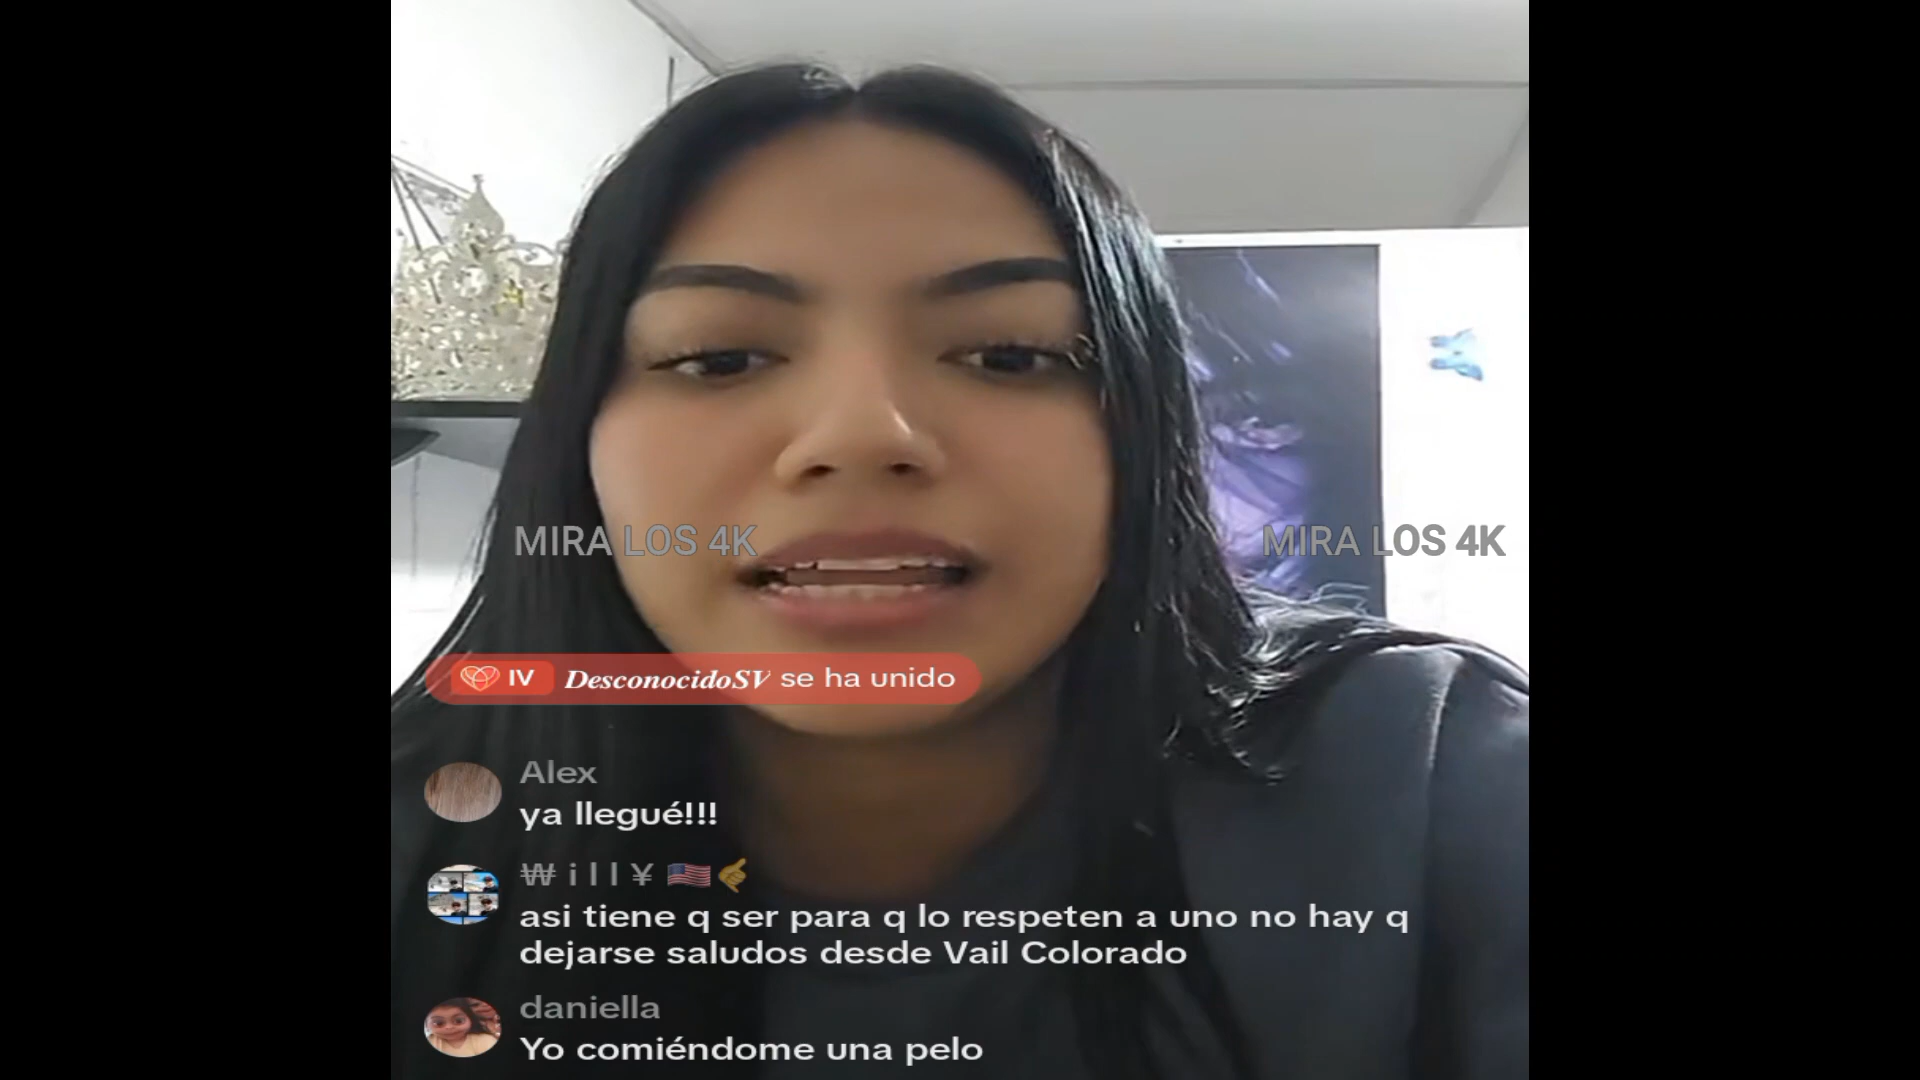 MIRA LOS 4K MIRA LOS 4K
IV DesconocidoSV se ha unido
Alex
ya llegué!!!
₩ i l l ¥ 🇺🇸🤙
asi tiene q ser para q lo respeten a uno no hay q
dejarse saludos desde Vail Colorado
daniella
Yo comiéndome una pelo